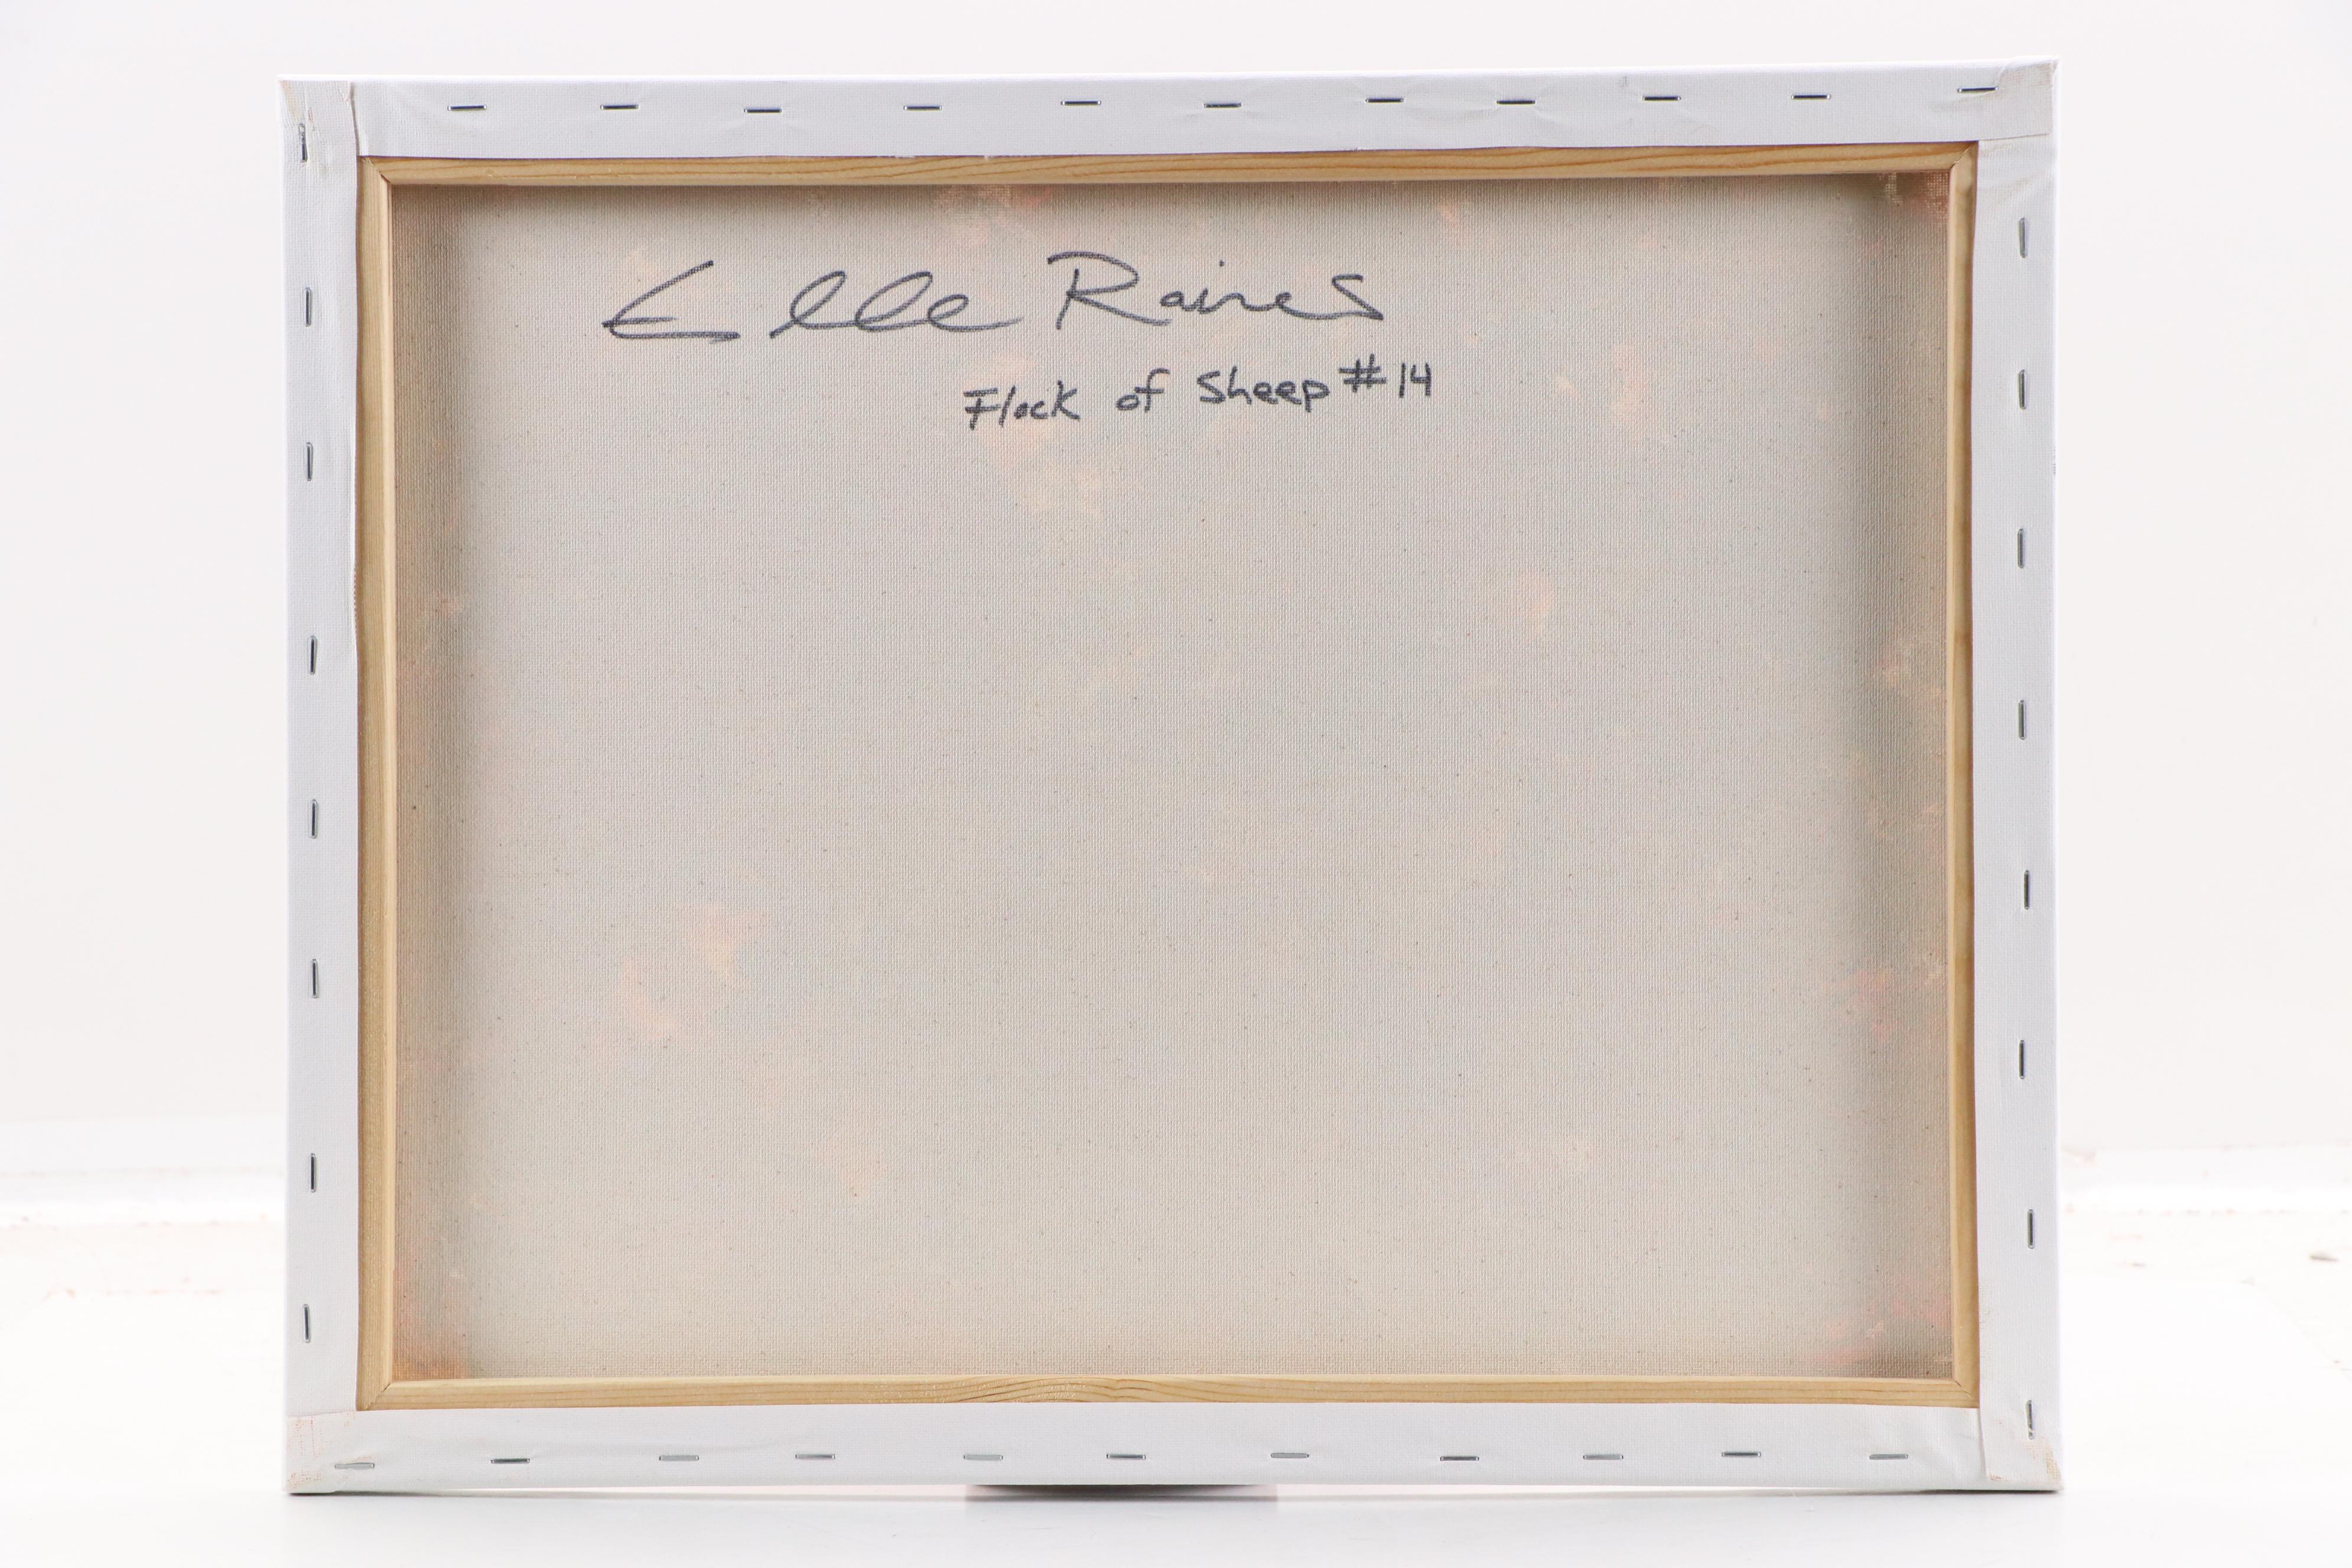 Elle Raines
Flock of Sheep #14